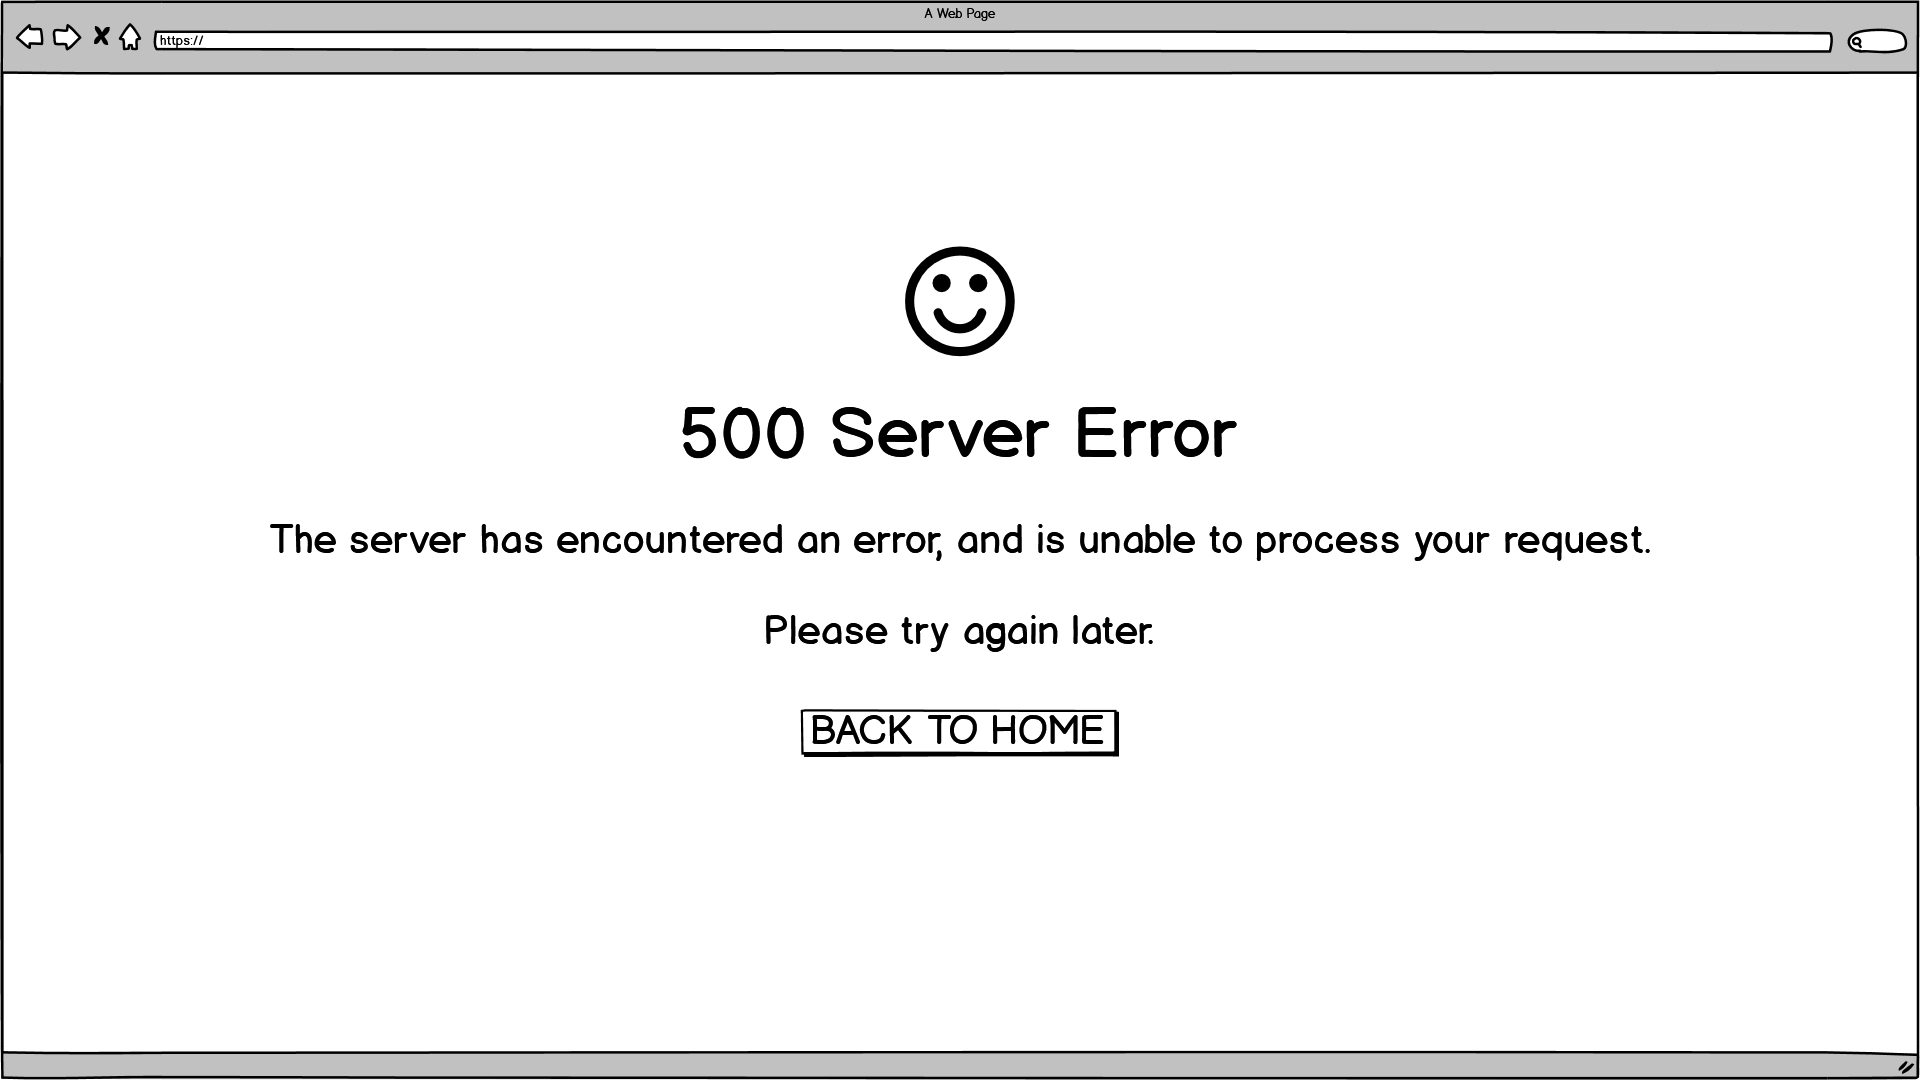 A Web Page
https://
500 Server Error
The server has encountered an error, and is unable to process your request.
Please try again later.
BACK TO HOME